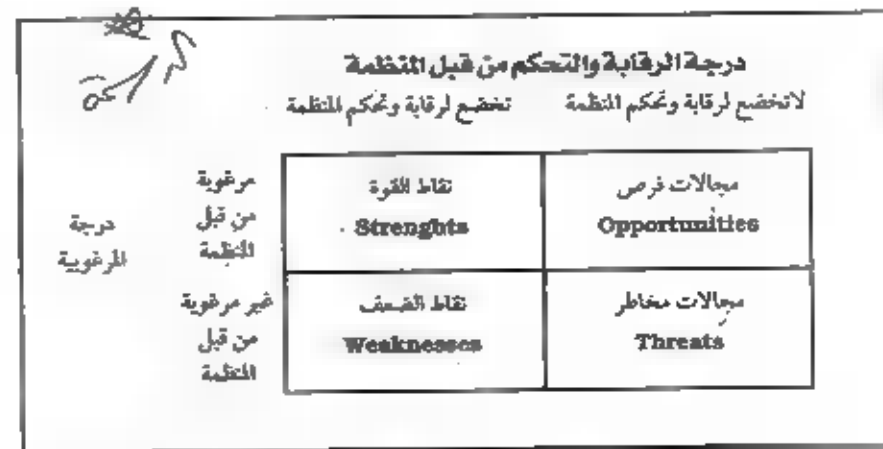 درجة الرقابة والتحكم من قبل المنظمة
لاتخضع لرقابة وتحكم المنظمة
تخضع لرقابة وتحكم المنظمة
درجة المرغوبية
مرغوبة من قبل المنظمة
نقاط القوة
Strenghts
مجالات فرص
Opportunities
غير مرغوبة من قبل المنظمة
نقاط الضعف
Weaknesses
مجالات مخاطر
Threats